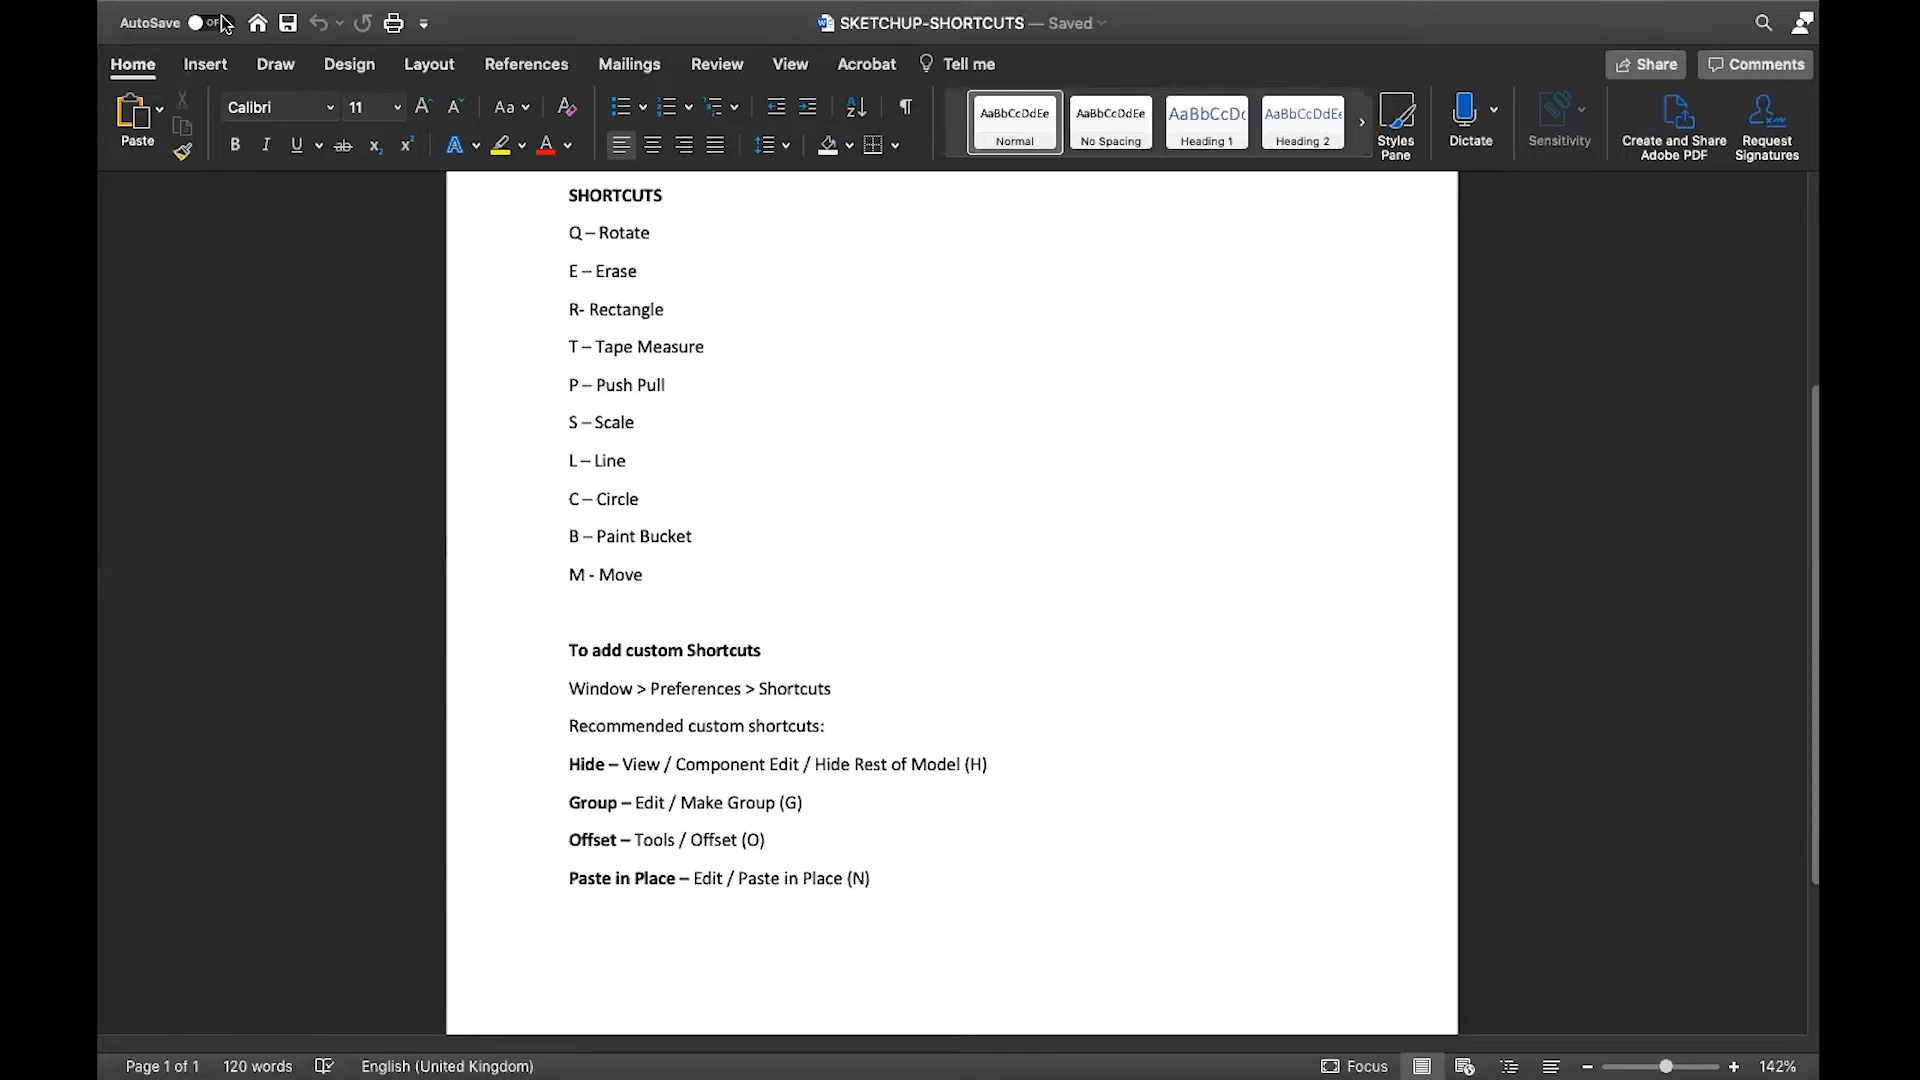 AutoSave OFF SKETCHUP-SHORTCUTS — Saved
Home Insert Draw Design Layout References Mailings Review View Acrobat Tell me Share Comments
Paste Calibri 11 Aa AaBbCcDdEe AaBbCcDdEe AaBbCcDc AaBbCcDdEe
Normal No Spacing Heading 1 Heading 2 Styles Pane Dictate Sensitivity Create and Share Adobe PDF Request Signatures
SHORTCUTS
Q – Rotate
E – Erase
R- Rectangle
T – Tape Measure
P – Push Pull
S – Scale
L – Line
C – Circle
B – Paint Bucket
M - Move
To add custom Shortcuts
Window > Preferences > Shortcuts
Recommended custom shortcuts:
Hide – View / Component Edit / Hide Rest of Model (H)
Group – Edit / Make Group (G)
Offset – Tools / Offset (O)
Paste in Place – Edit / Paste in Place (N)
Page 1 of 1 120 words English (United Kingdom) Focus 142%